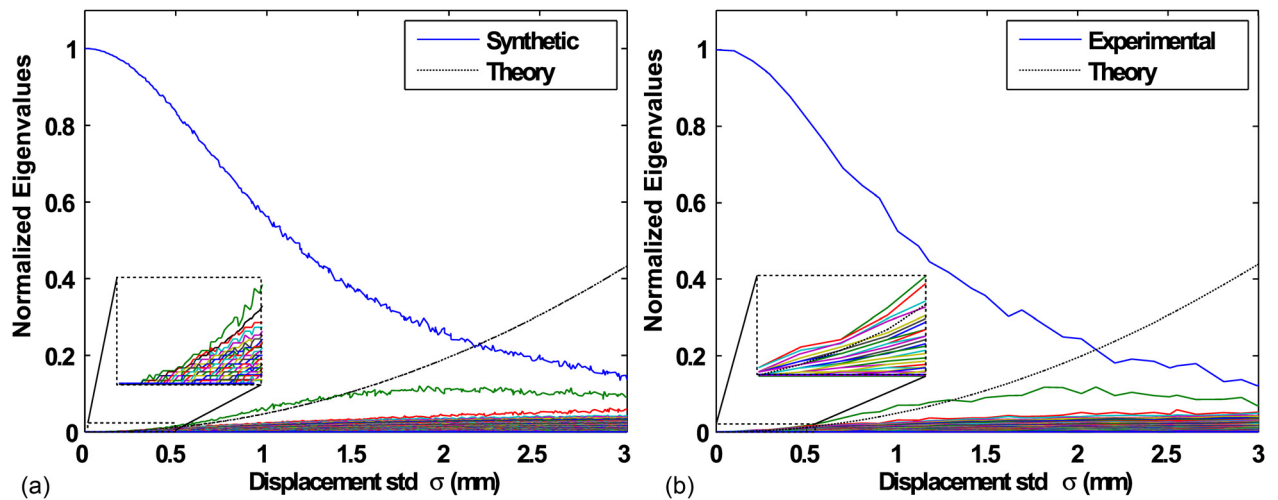 1
0.8
0.6
0.4
0.2
0
Normalized Eigenvalues
Synthetic
Theory
0 0.5 1 1.5 2 2.5 3
Displacement std σ (mm)
(a)
1
0.8
0.6
0.4
0.2
0
Normalized Eigenvalues
Experimental
Theory
0 0.5 1 1.5 2 2.5 3
Displacement std σ (mm)
(b)